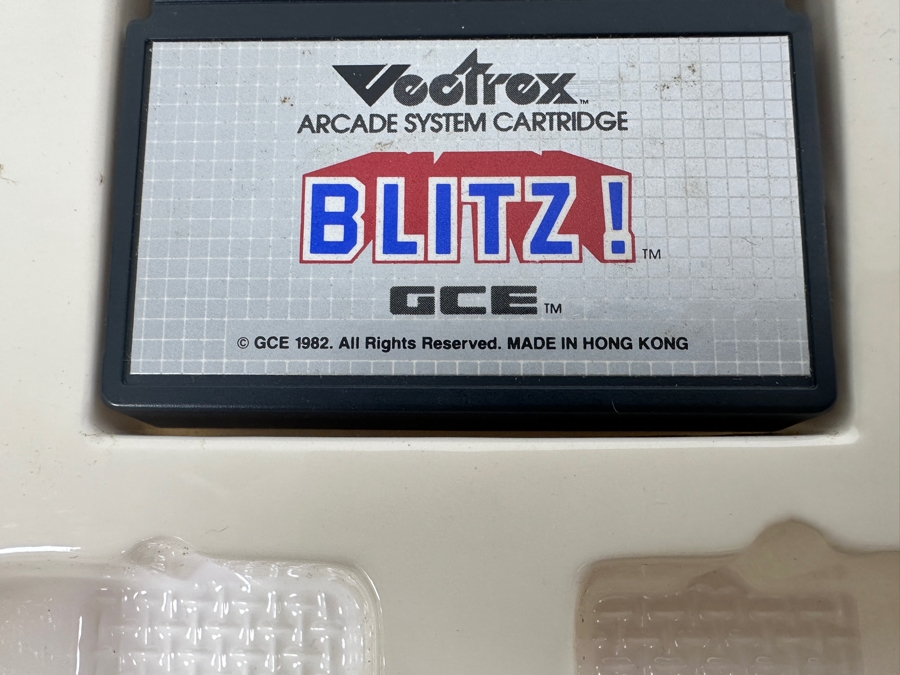 Vectrex™
ARCADE SYSTEM CARTRIDGE
BLITZ!™
GCE™
© GCE 1982. All Rights Reserved. MADE IN HONG KONG